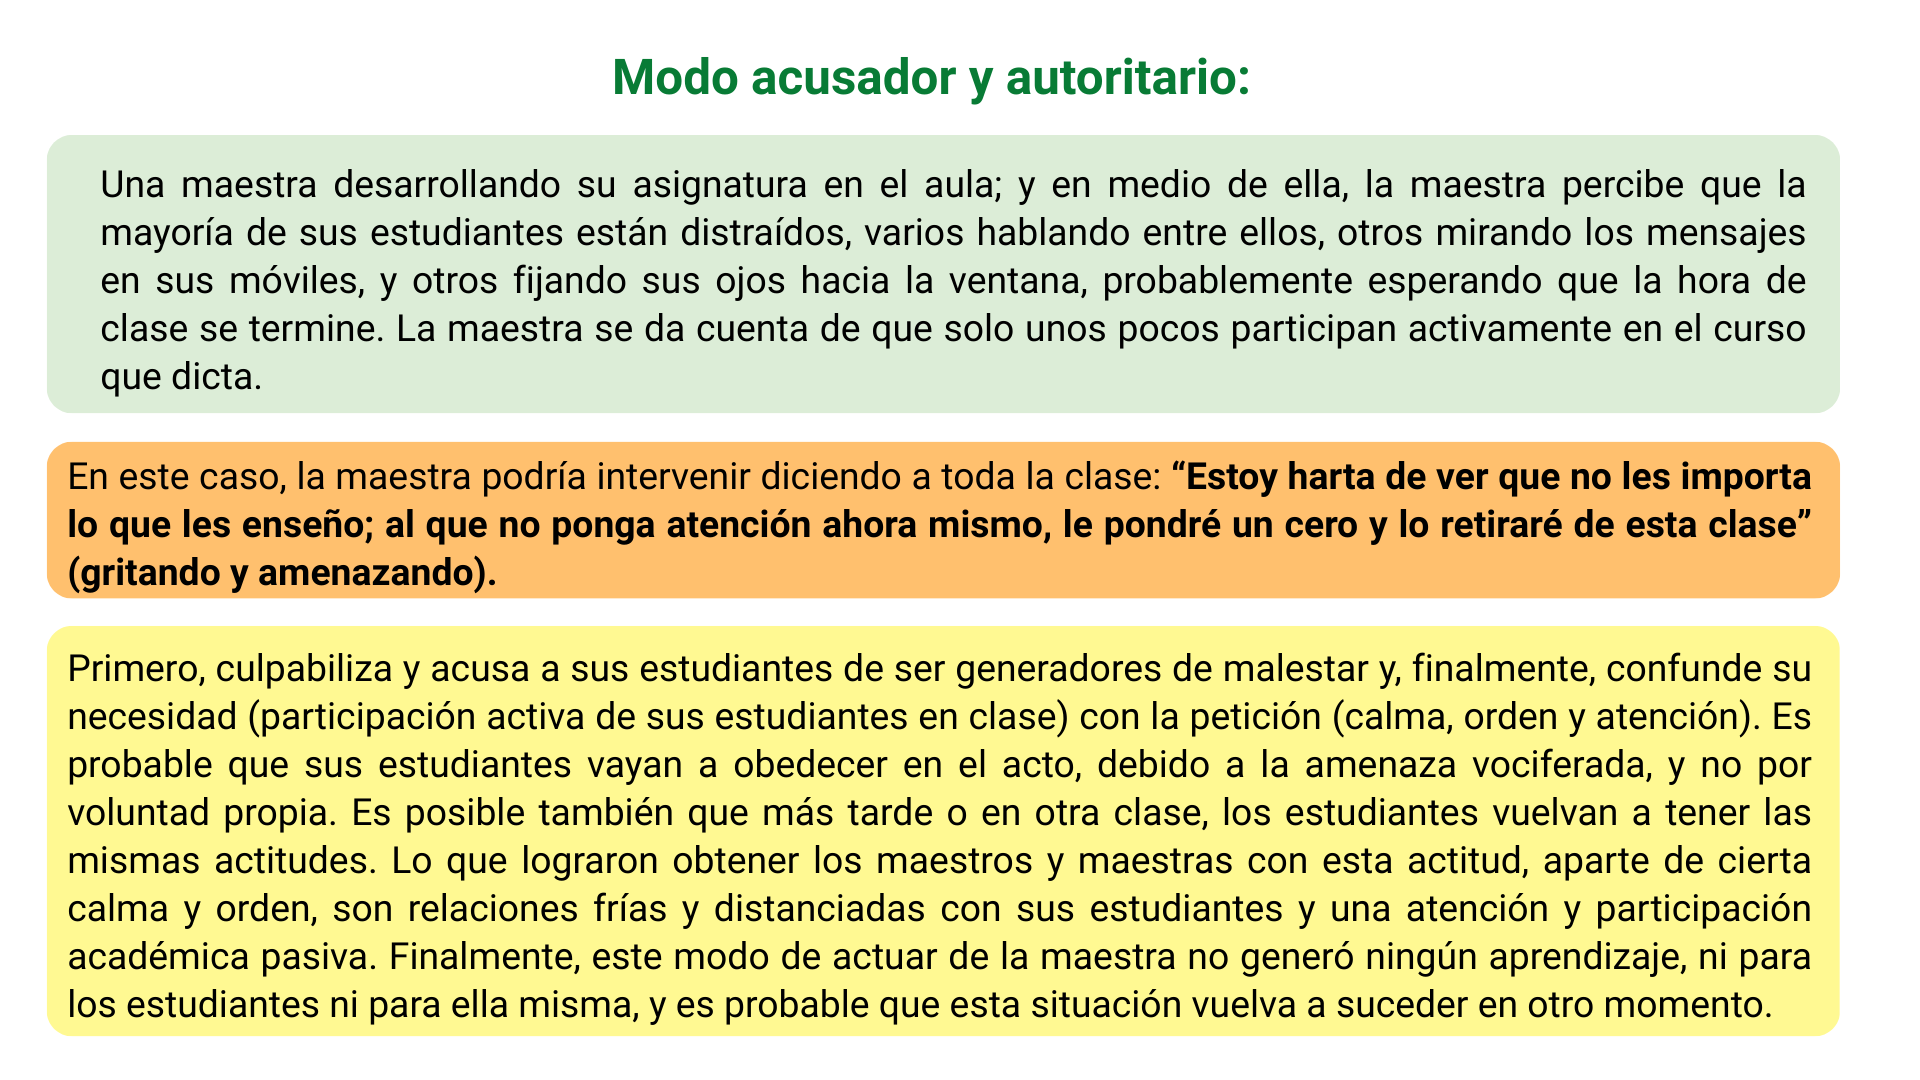 Modo acusador y autoritario:
Una maestra desarrollando su asignatura en el aula; y en medio de ella, la maestra percibe que la
mayoría de sus estudiantes están distraídos, varios hablando entre ellos, otros mirando los mensajes
en sus móviles, y otros fijando sus ojos hacia la ventana, probablemente esperando que la hora de
clase se termine. La maestra se da cuenta de que solo unos pocos participan activamente en el curso
que dicta.
En este caso, la maestra podría intervenir diciendo a toda la clase: “Estoy harta de ver que no les importa
lo que les enseño; al que no ponga atención ahora mismo, le pondré un cero y lo retiraré de esta clase”
(gritando y amenazando).
Primero, culpabiliza y acusa a sus estudiantes de ser generadores de malestar y, finalmente, confunde su
necesidad (participación activa de sus estudiantes en clase) con la petición (calma, orden y atención). Es
probable que sus estudiantes vayan a obedecer en el acto, debido a la amenaza vociferada, y no por
voluntad propia. Es posible también que más tarde o en otra clase, los estudiantes vuelvan a tener las
mismas actitudes. Lo que lograron obtener los maestros y maestras con esta actitud, aparte de cierta
calma y orden, son relaciones frías y distanciadas con sus estudiantes y una atención y participación
académica pasiva. Finalmente, este modo de actuar de la maestra no generó ningún aprendizaje, ni para
los estudiantes ni para ella misma, y es probable que esta situación vuelva a suceder en otro momento.